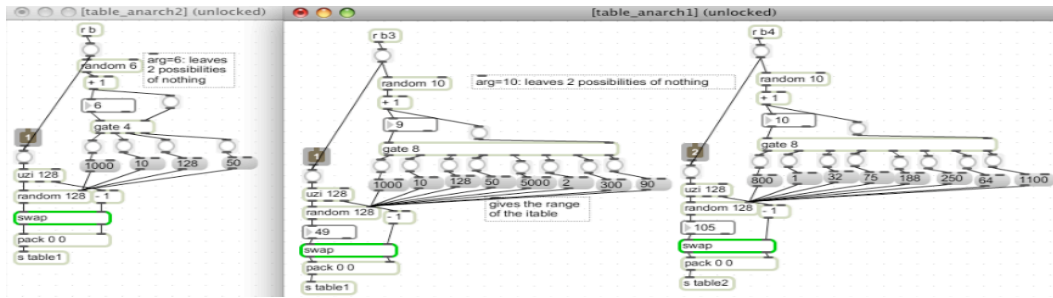 [table_anarch2] (unlocked)
r b
random 6
arg=6: leaves
2 possibilities
of nothing
+ 1
6
gate 4
1
1000
10
128
50
uzi 128
random 128
- 1
swap
pack 0 0
s table1
[table_anarch1] (unlocked)
r b3
random 10
arg=10: leaves 2 possibilities of nothing
+ 1
9
gate 8
1
1000
10
128
50
5000
2
300
90
uzi 128
random 128
- 1
gives the range
of the itable
49
swap
pack 0 0
s table1
r b4
random 10
+ 1
10
gate 8
2
800
1
32
75
188
250
64
1100
uzi 128
random 128
- 1
105
swap
pack 0 0
s table2